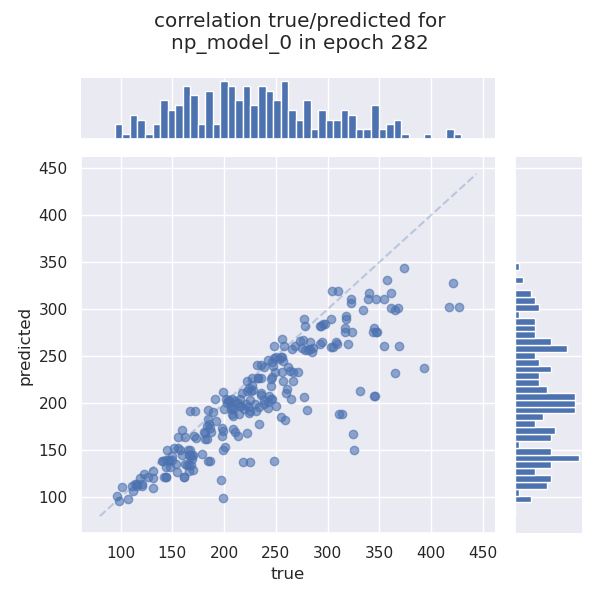 correlation true/predicted for
np_model_0 in epoch 282
450
400
350
300
250
200
150
100
predicted
100 150 200 250 300 350 400 450
true